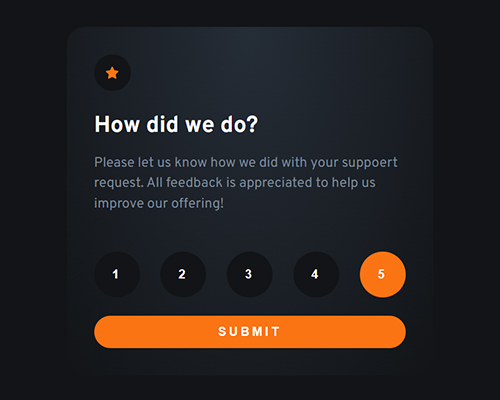 How did we do?
Please let us know how we did with your suppoert
request. All feedback is appreciated to help us
improve our offering!
1 2 3 4 5
SUBMIT